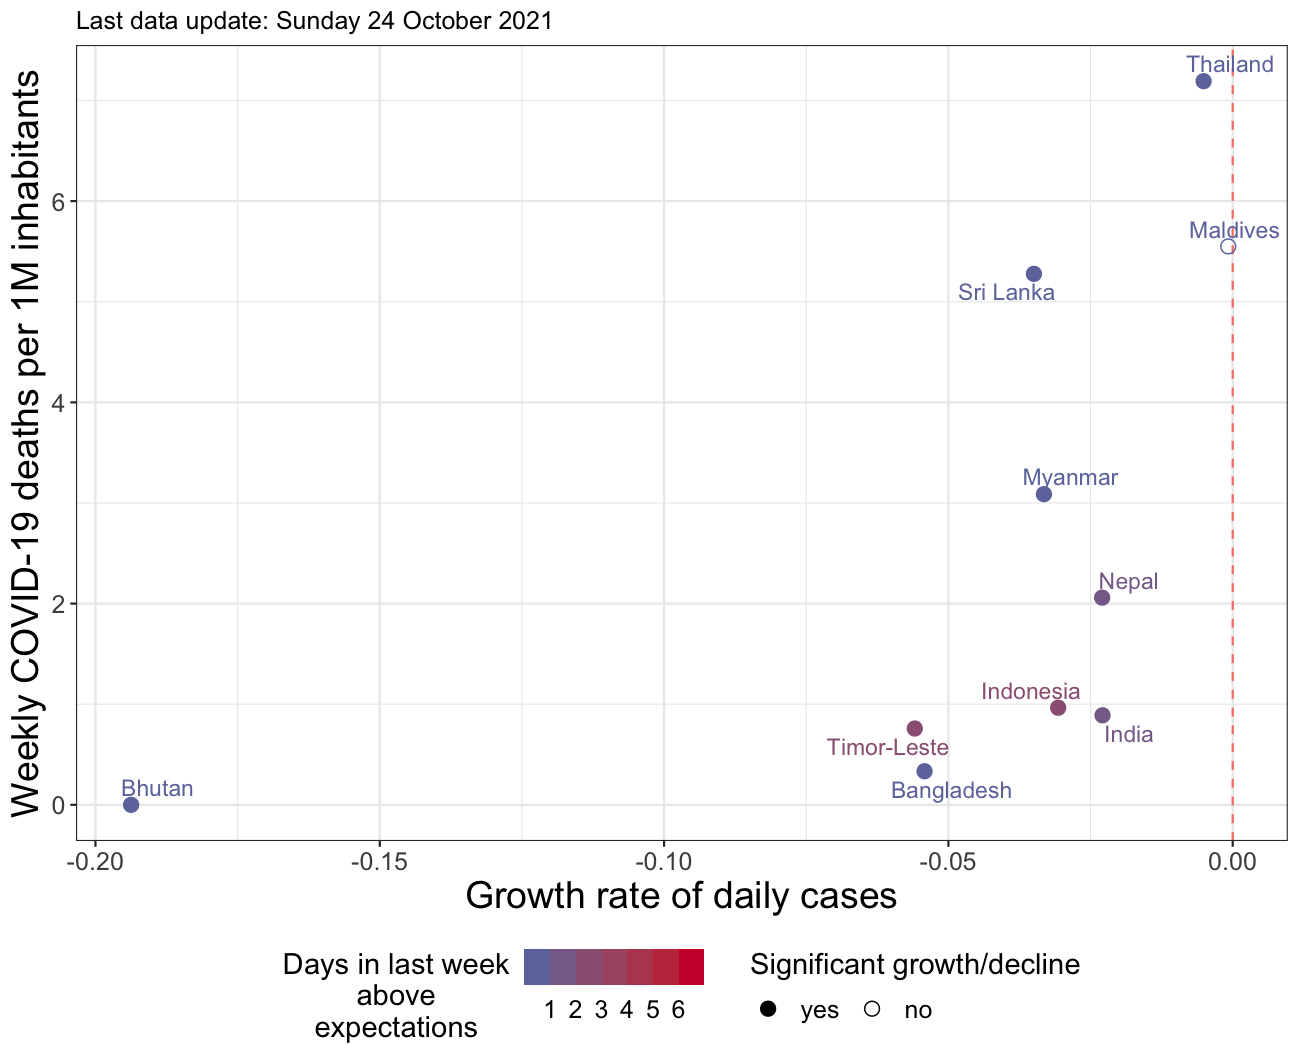 Last data update: Sunday 24 October 2021
Weekly COVID-19 deaths per 1M inhabitants
Thailand
6
Maldives
Sri Lanka
4
Myanmar
Nepal
2
Indonesia
India
Timor-Leste
Bhutan
Bangladesh
0
-0.20 -0.15 -0.10 -0.05 0.00
Growth rate of daily cases
Days in last week
above
expectations
1 2 3 4 5 6
Significant growth/decline
yes no